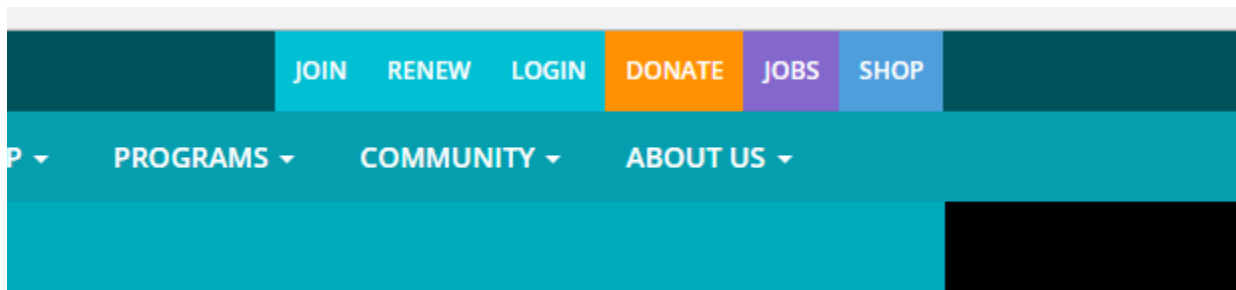 JOIN RENEW LOGIN DONATE JOBS SHOP
P PROGRAMS COMMUNITY ABOUT US